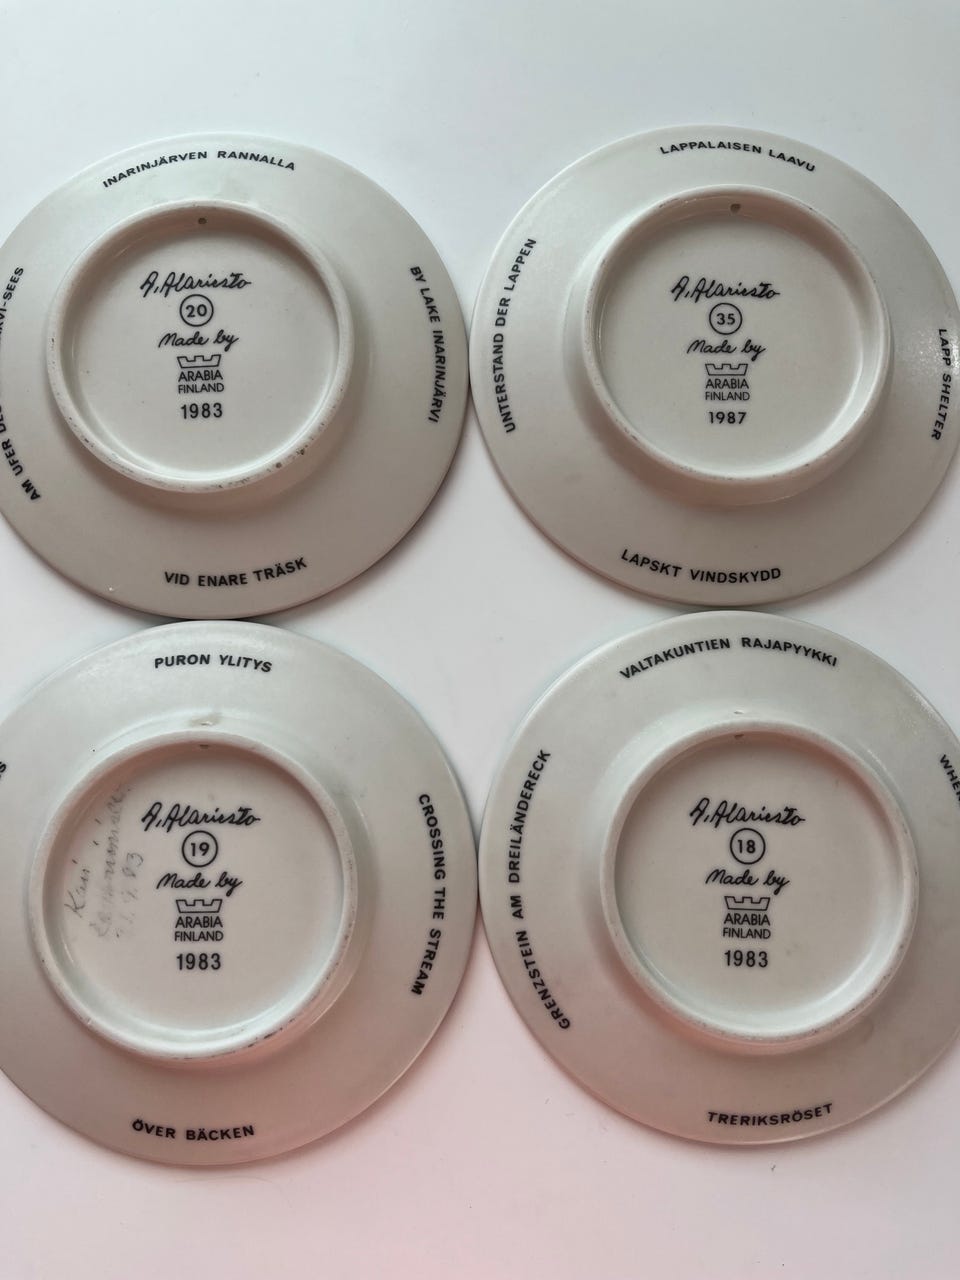 INARINJÄRVEN RANNALLA
A. Alariesto
20
Made by
ARABIA
FINLAND
1983
BY LAKE INARINJÄRVI
VID ENARE TRÄSK
AM UFER
LAPPALAISEN LAAVU
UNTERSTAND DER LAPPEN
A. Alariesto
35
Made by
ARABIA
FINLAND
1987
LAPP SHELTER
LAPSKT VINDSKYDD
PURON YLITYS
A. Alariesto
19
Made by
ARABIA
FINLAND
1983
CROSSING THE STREAM
ÖVER BÄCKEN
VALTAKUNTIEN RAJAPYYKKI
GRENZSTEIN AM DREILÄNDERECK
A. Alariesto
18
Made by
ARABIA
FINLAND
1983
TRERIKSRÖSET